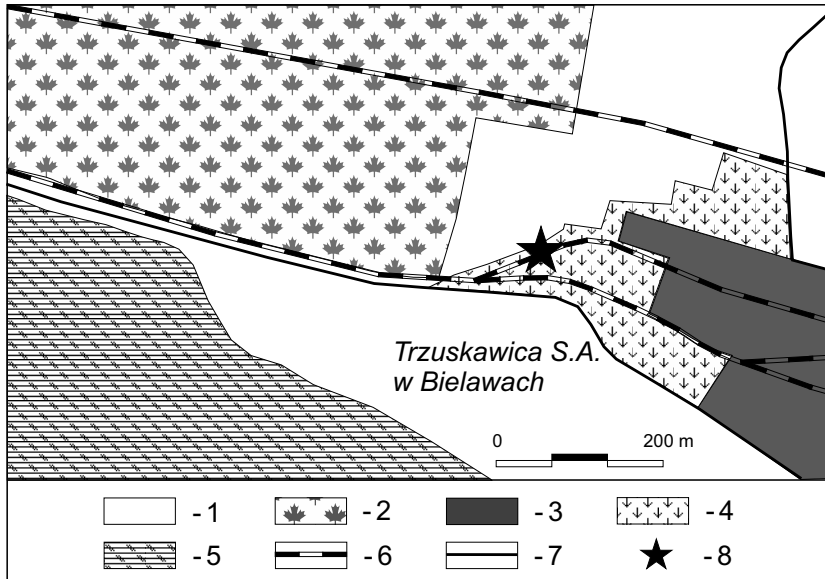 Trzuskawica S.A.
w Bielawach
0 200 m
- 1 - 2 - 3 - 4
- 5 - 6 - 7 - 8